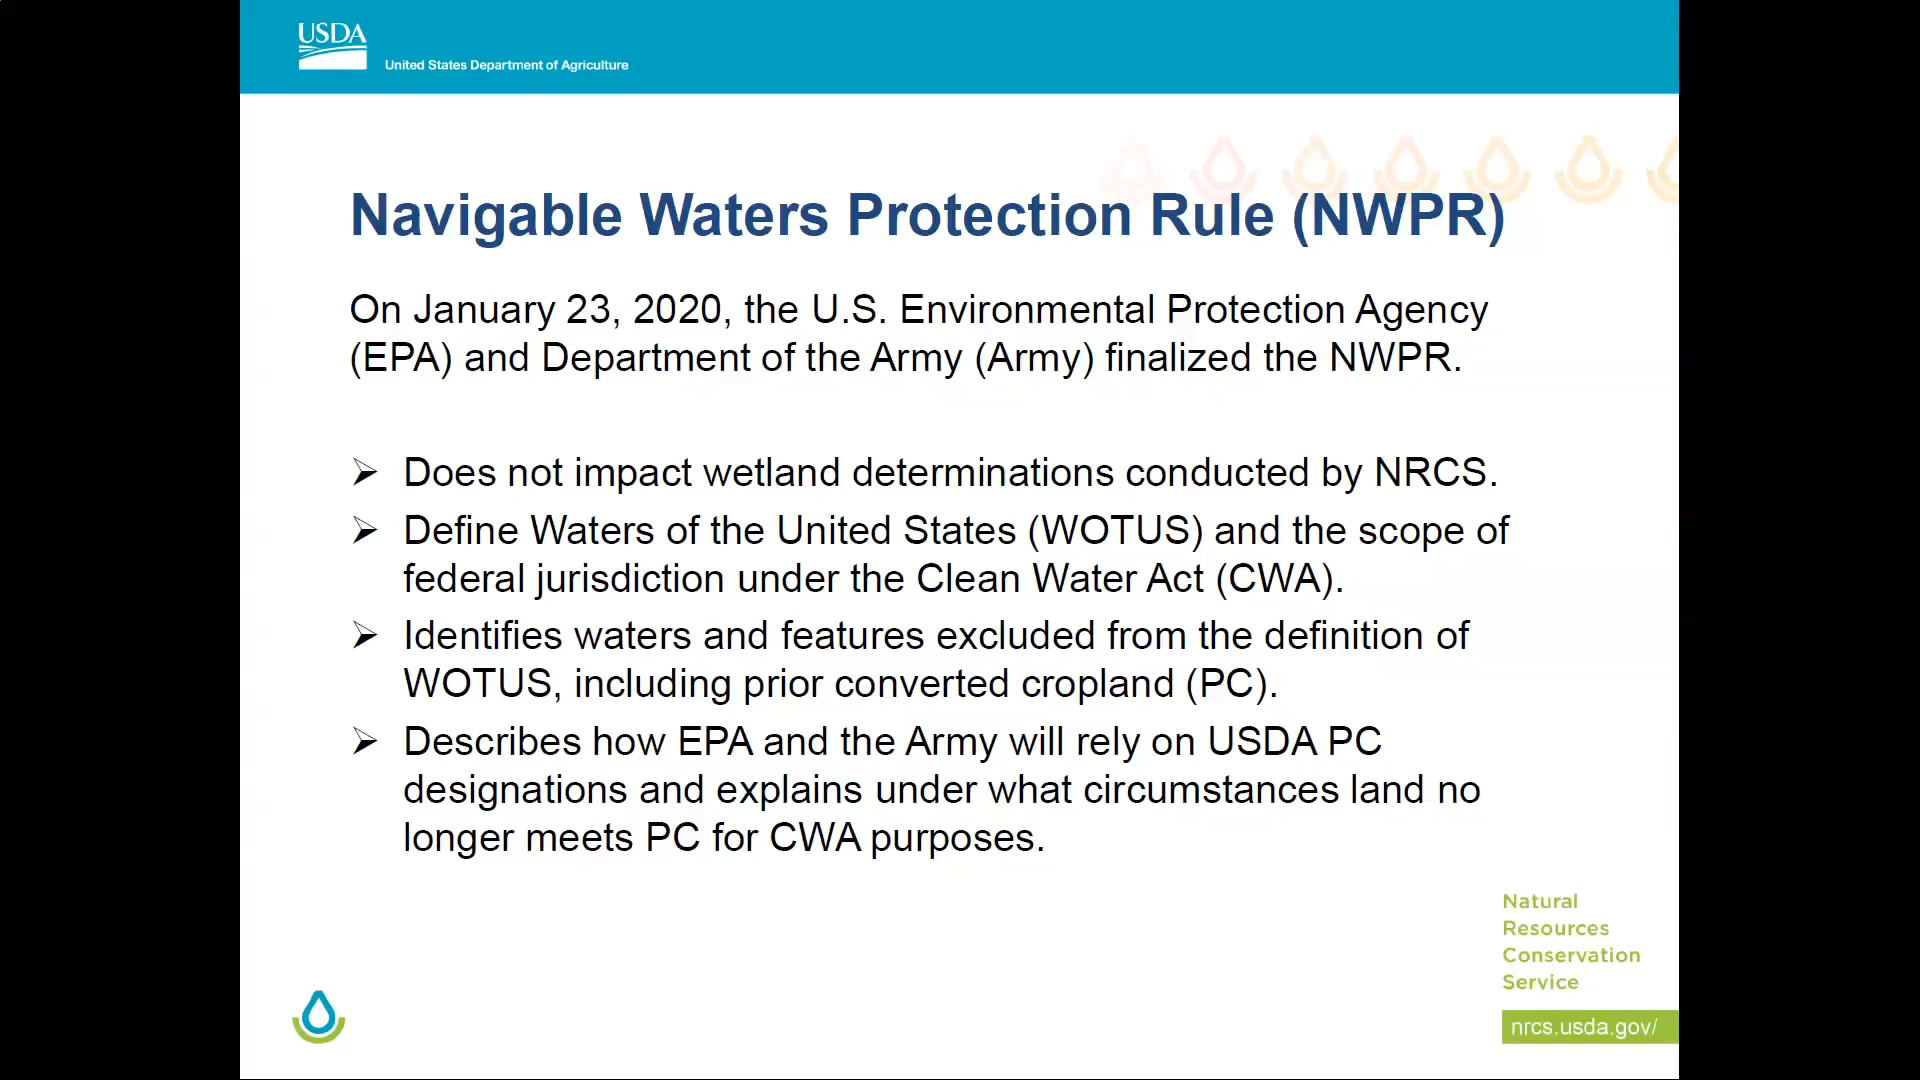 USDA
United States Department of Agriculture
Navigable Waters Protection Rule (NWPR)
On January 23, 2020, the U.S. Environmental Protection Agency
(EPA) and Department of the Army (Army) finalized the NWPR.
➢ Does not impact wetland determinations conducted by NRCS.
➢ Define Waters of the United States (WOTUS) and the scope of
federal jurisdiction under the Clean Water Act (CWA).
➢ Identifies waters and features excluded from the definition of
WOTUS, including prior converted cropland (PC).
➢ Describes how EPA and the Army will rely on USDA PC
designations and explains under what circumstances land no
longer meets PC for CWA purposes.
Natural
Resources
Conservation
Service
nrcs.usda.gov/